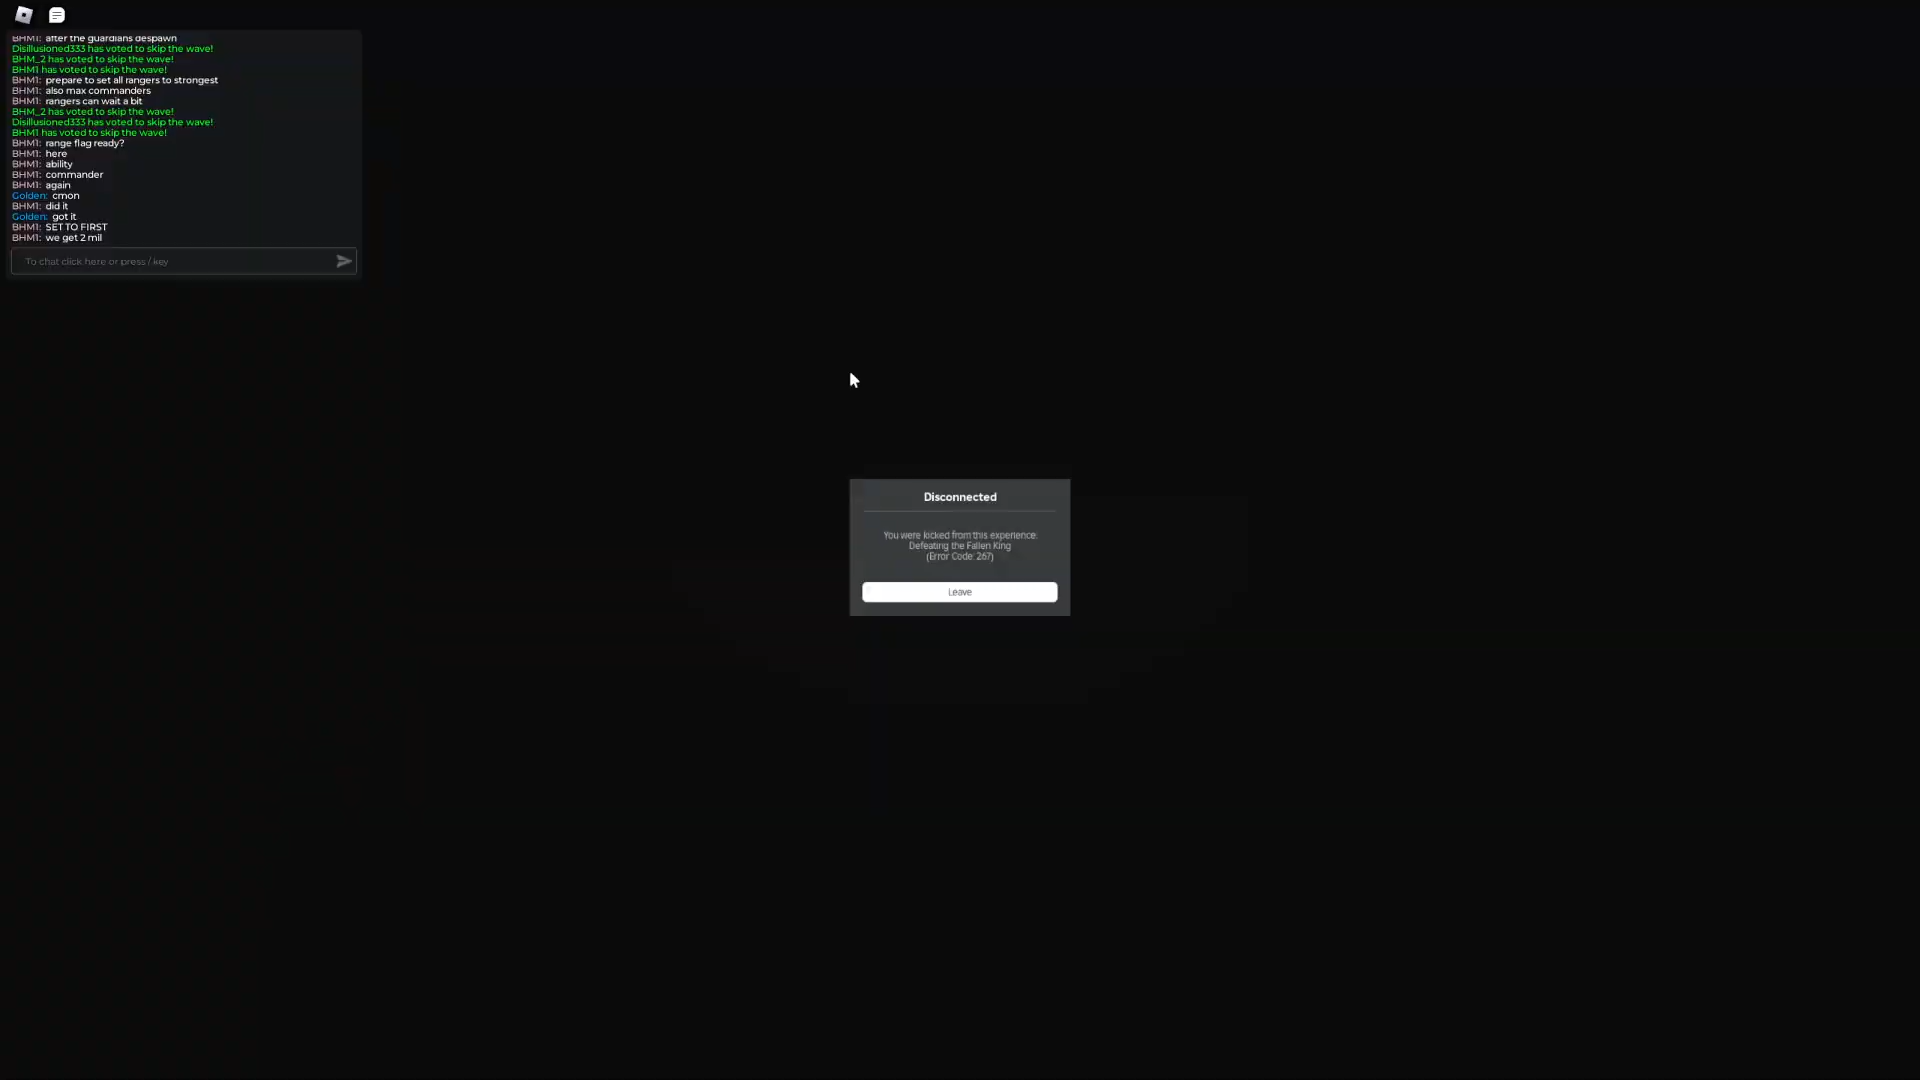 BHM1: after the guardians despawn
Disillusioned333 has voted to skip the wave!
BHM_2 has voted to skip the wave!
BHM1 has voted to skip the wave!
BHM1: prepare to set all rangers to strongest
BHM1: also max commanders
BHM1: rangers can wait a bit
BHM_2 has voted to skip the wave!
Disillusioned333 has voted to skip the wave!
BHM1 has voted to skip the wave!
BHM1: range flag ready?
BHM1: here
BHM1: ability
BHM1: commander
BHM1: again
Golden: cmon
BHM1: did it
Golden: got it
BHM1: SET TO FIRST
BHM1: we get 2 mil
To chat click here or press / key
Disconnected
You were kicked from this experience:
Defeating the Fallen King
(Error Code: 267)
Leave